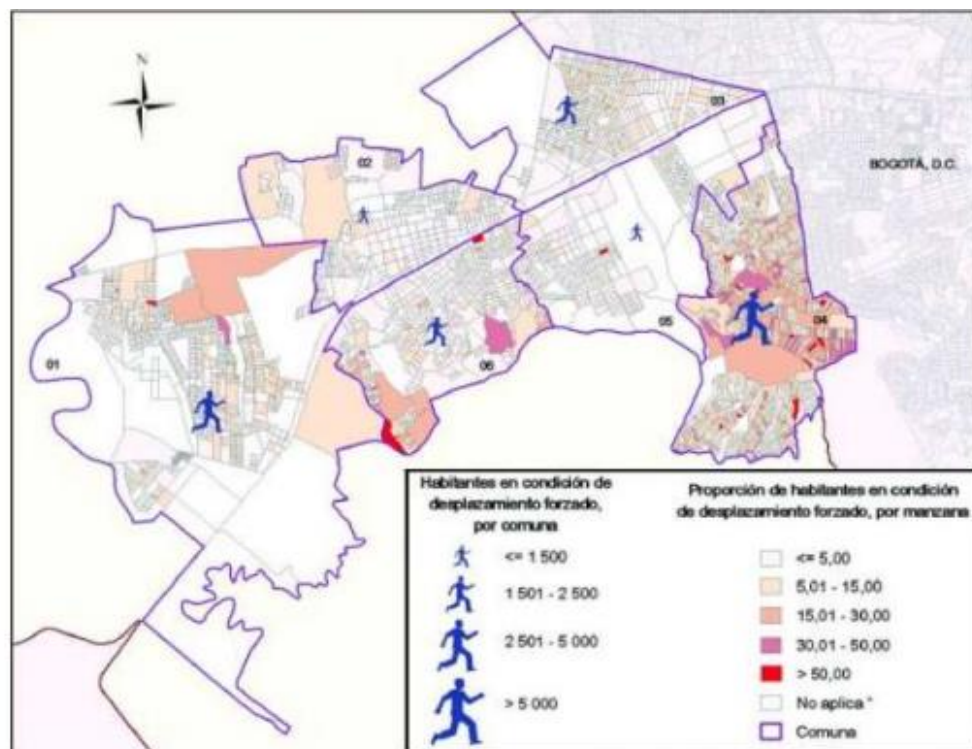 N
03
02
BOGOTÁ, D.C.
04
05
01
06
Habitantes en condición de
desplazamiento forzado,
por comuna
<= 1 500
1 501 - 2 500
2 501 - 5 000
> 5 000
Proporción de habitantes en condición
de desplazamiento forzado, por manzana
<= 5,00
5,01 - 15,00
15,01 - 30,00
30,01 - 50,00
> 50,00
No aplica *
Comuna